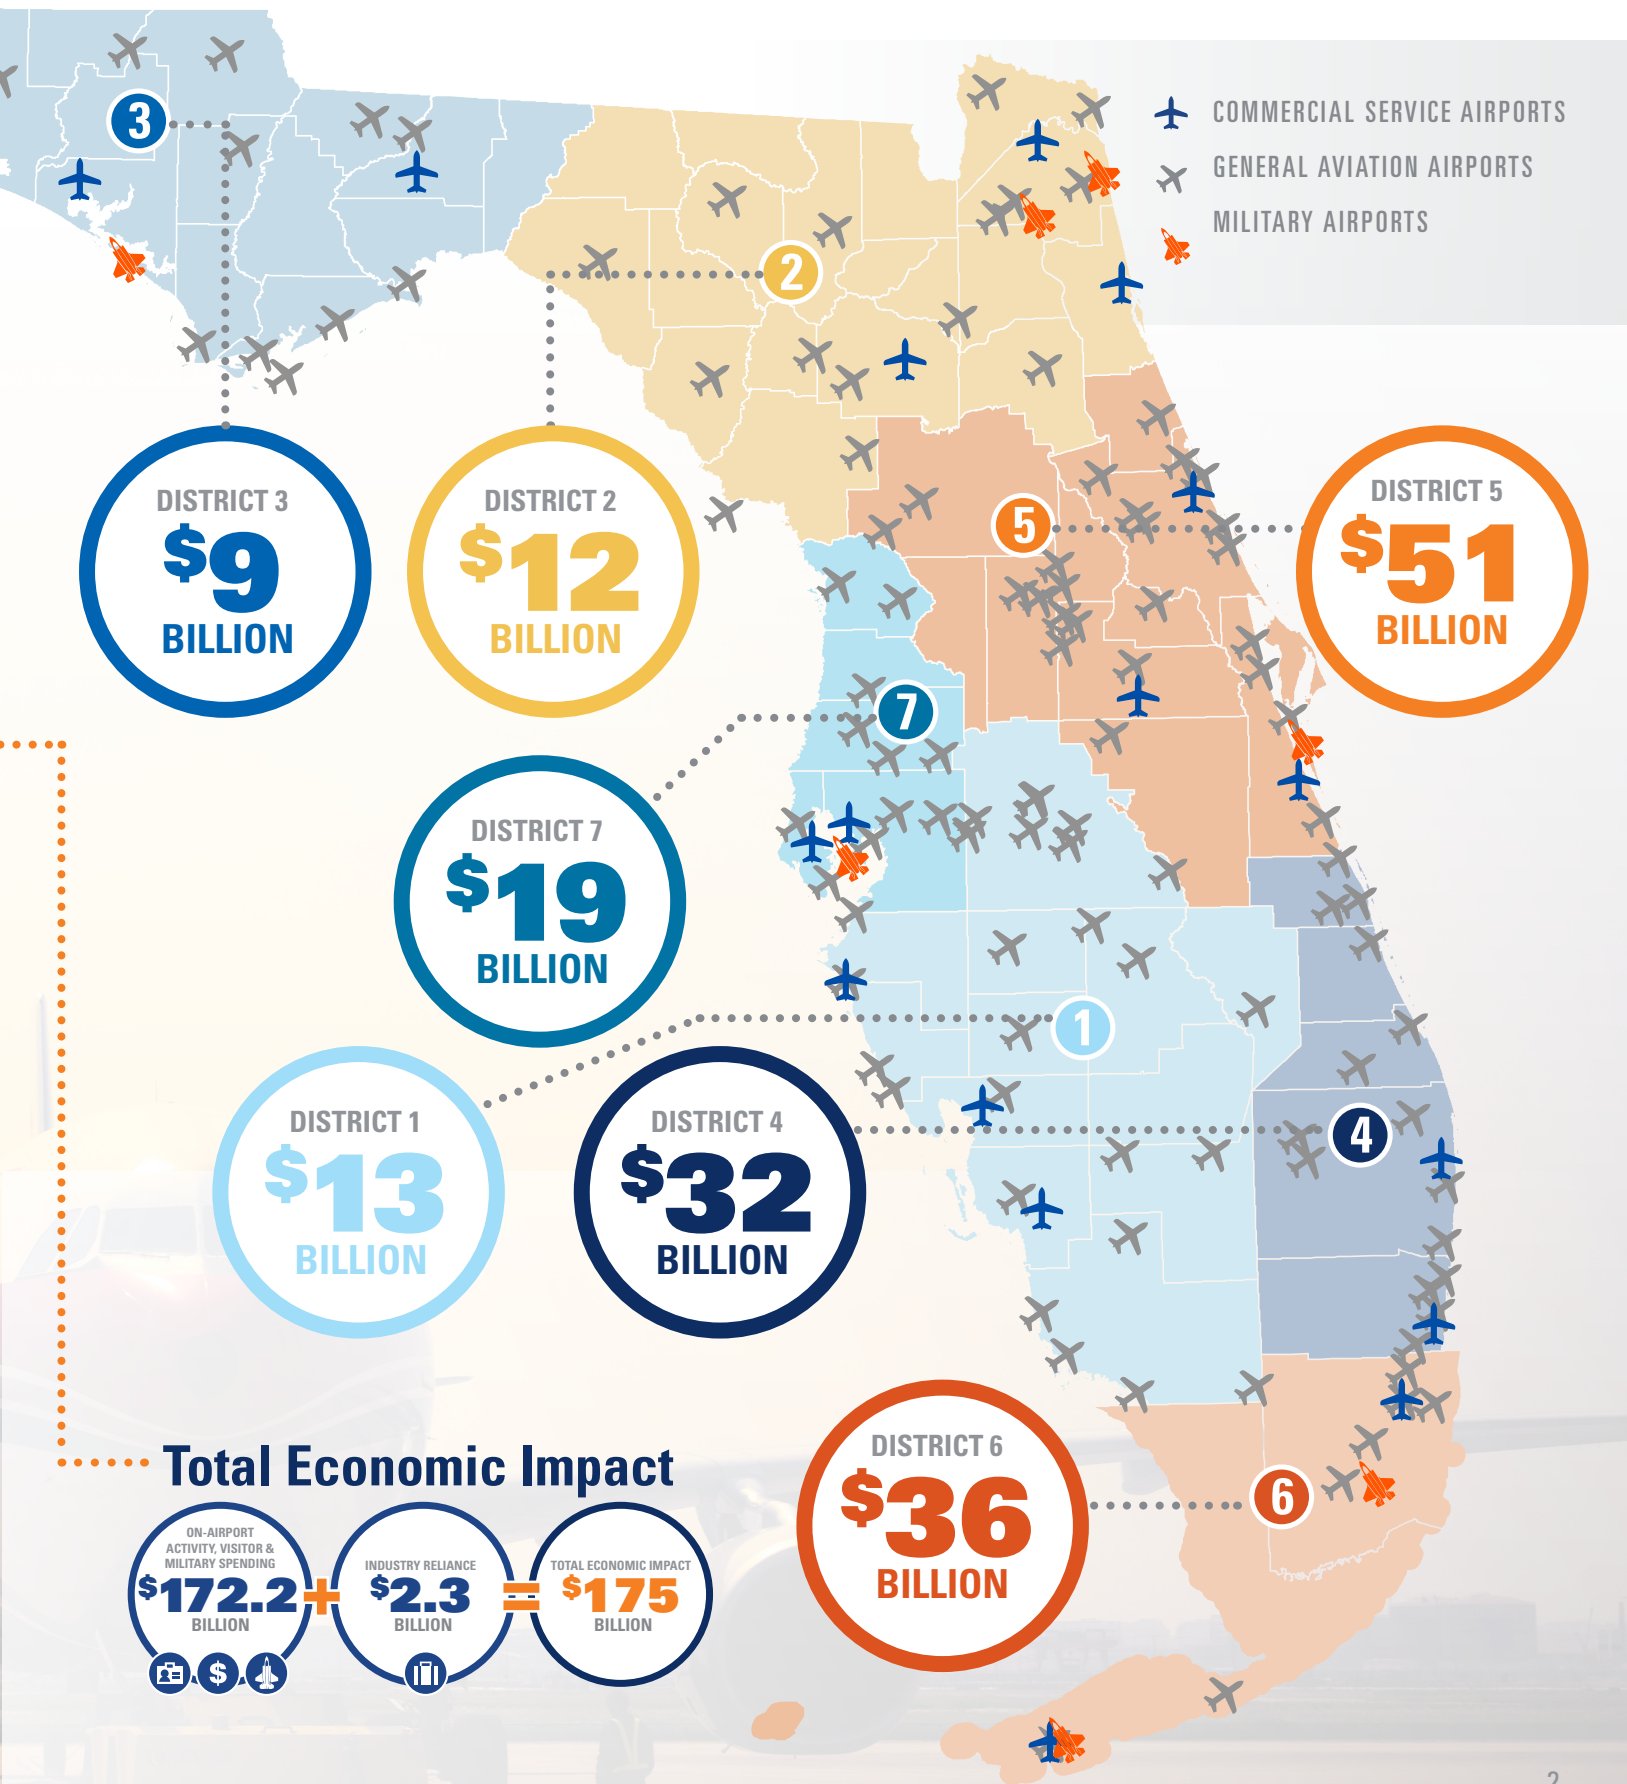 COMMERCIAL SERVICE AIRPORTS
GENERAL AVIATION AIRPORTS
MILITARY AIRPORTS
3
2
5
7
1
4
6
DISTRICT 3
$9
BILLION
DISTRICT 2
$12
BILLION
DISTRICT 5
$51
BILLION
DISTRICT 7
$19
BILLION
DISTRICT 1
$13
BILLION
DISTRICT 4
$32
BILLION
DISTRICT 6
$36
BILLION
Total Economic Impact
ON-AIRPORT
ACTIVITY, VISITOR &
MILITARY SPENDING
$172.2
BILLION
+
INDUSTRY RELIANCE
$2.3
BILLION
=
TOTAL ECONOMIC IMPACT
$175
BILLION
$
2